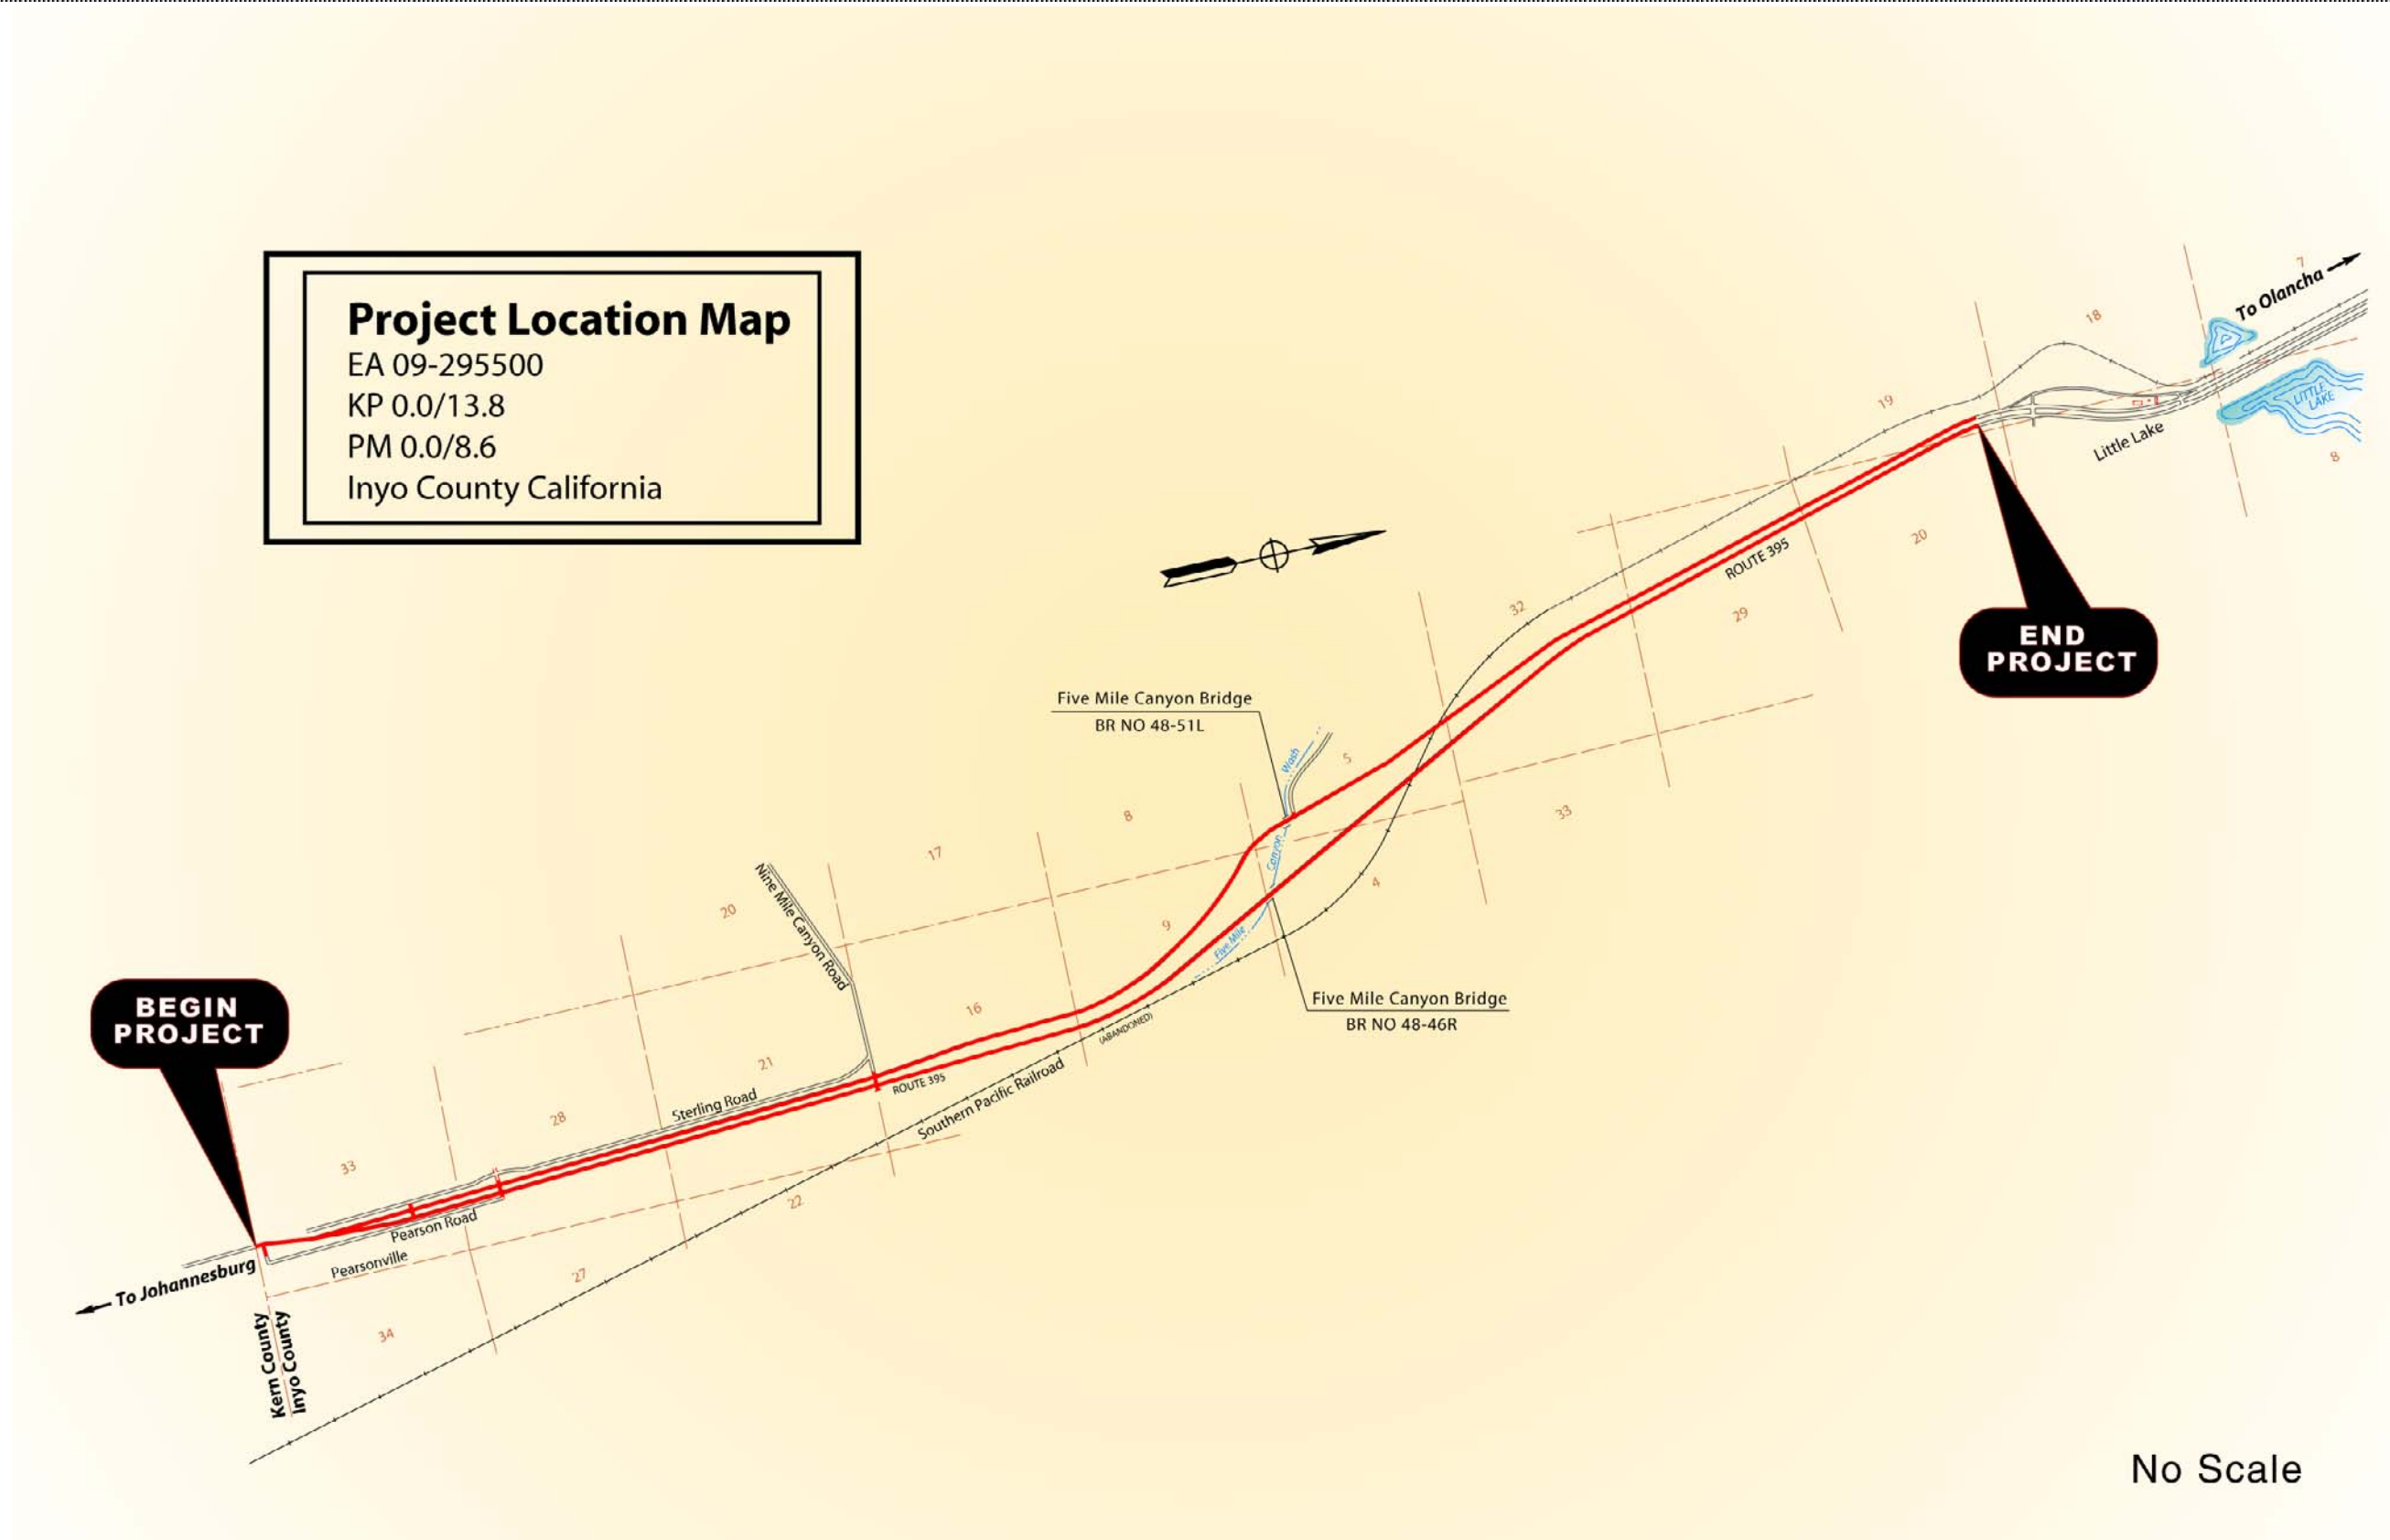 Project Location Map
EA 09-295500
KP 0.0/13.8
PM 0.0/8.6
Inyo County California
7
To Olancha
18
LITTLE
LAKE
8
Little Lake
19
20
ROUTE 395
29
END
PROJECT
32
33
Five Mile Canyon Bridge
BR NO 48-51L
Wash
5
Canyon
4
Five Mile
Five Mile Canyon Bridge
BR NO 48-46R
8
9
17
16
(ABANDONED)
Southern Pacific Railroad
ROUTE 395
Nine Mile Canyon Road
20
21
Sterling Road
22
28
27
BEGIN
PROJECT
33
Pearson Road
Pearsonville
34
To Johannesburg
Kern County
Inyo County
No Scale